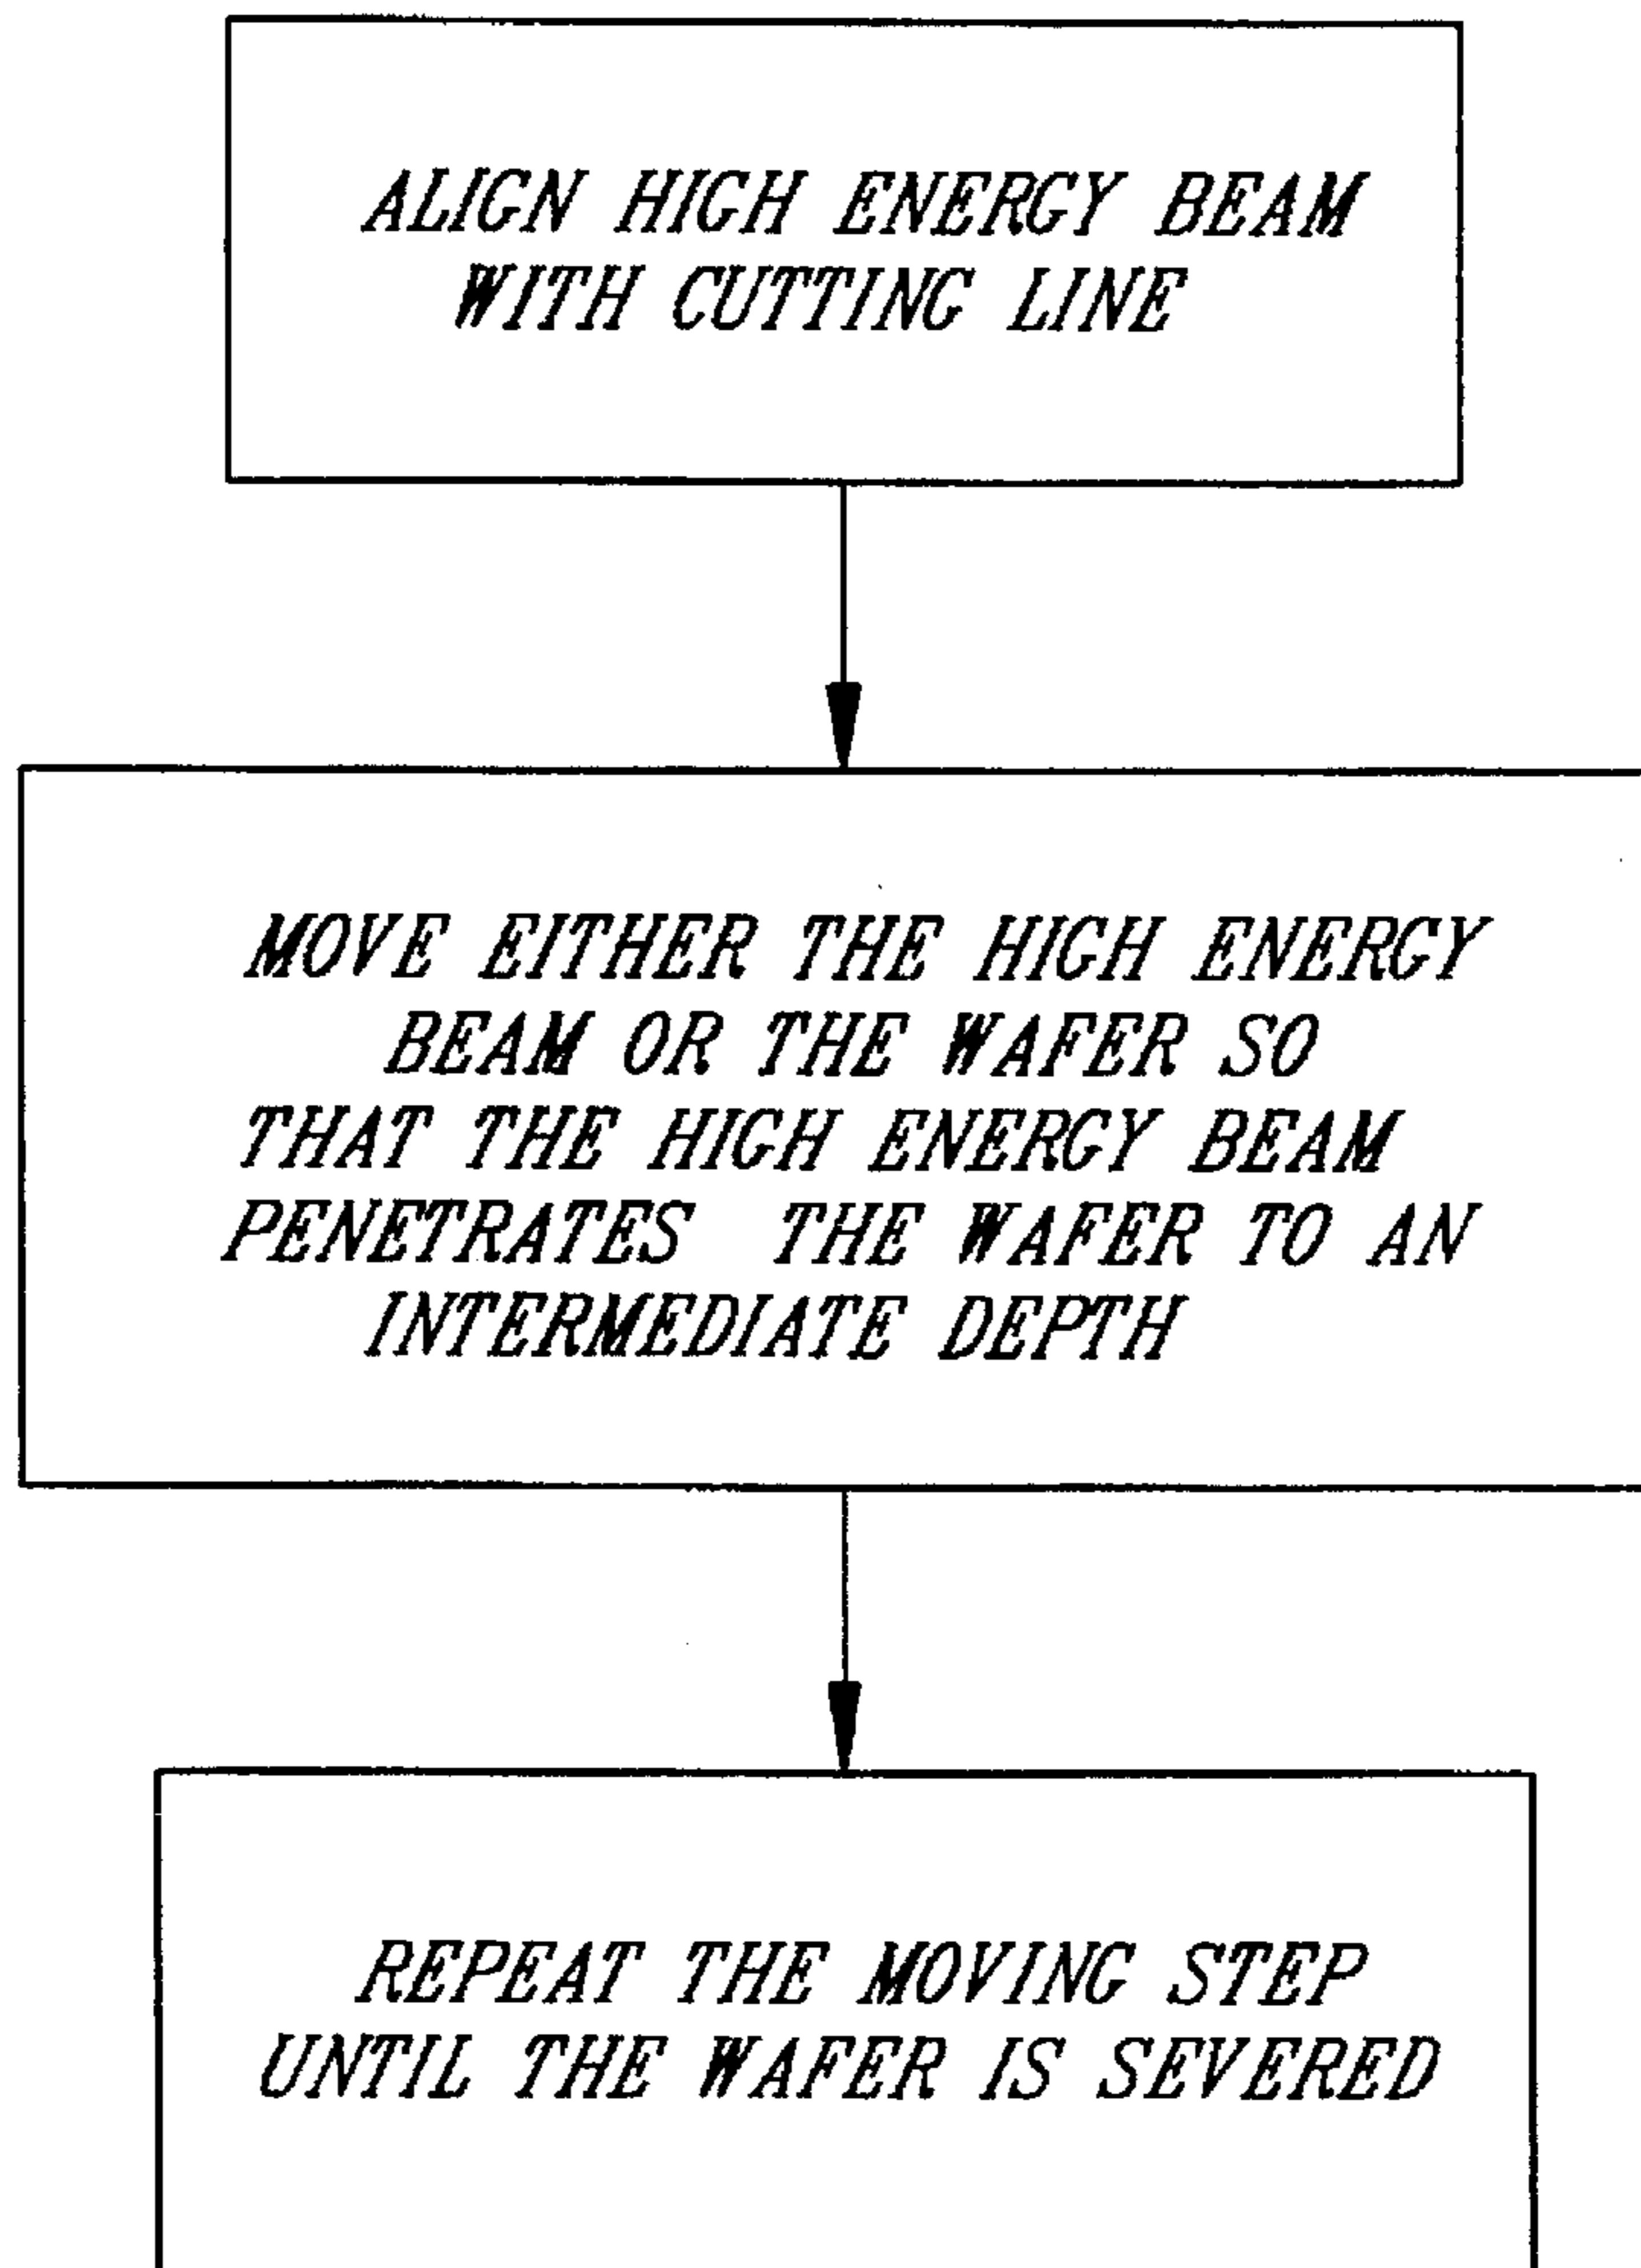 ALIGN HIGH ENERGY BEAM
WITH CUTTING LINE
MOVE EITHER THE HIGH ENERGY
BEAM OR THE WAFER SO
THAT THE HIGH ENERGY BEAM
PENETRATES THE WAFER TO AN
INTERMEDIATE DEPTH
REPEAT THE MOVING STEP
UNTIL THE WAFER IS SEVERED